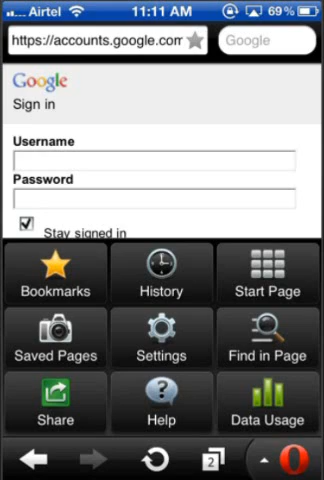 Airtel 11:11 AM 69%
https://accounts.google.com Google
Google
Sign in
Username
Password
Stay signed in
Bookmarks History Start Page
Saved Pages Settings Find in Page
Share Help Data Usage
2